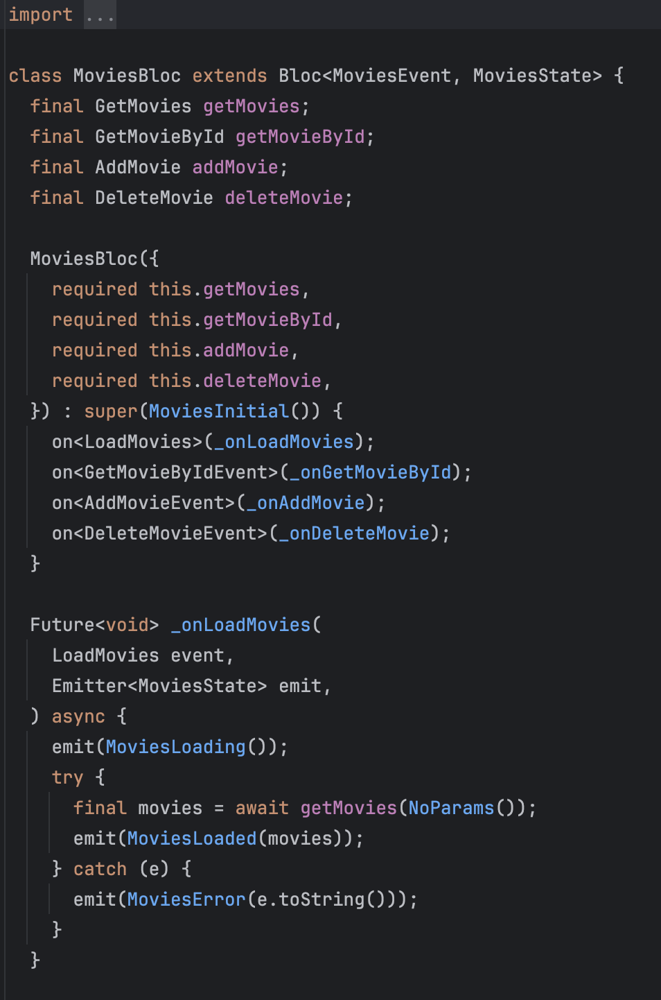 import ...
class MoviesBloc extends Bloc<MoviesEvent, MoviesState> {
  final GetMovies getMovies;
  final GetMovieById getMovieById;
  final AddMovie addMovie;
  final DeleteMovie deleteMovie;
  MoviesBloc({
    required this.getMovies,
    required this.getMovieById,
    required this.addMovie,
    required this.deleteMovie,
  }) : super(MoviesInitial()) {
    on<LoadMovies>(_onLoadMovies);
    on<GetMovieByIdEvent>(_onGetMovieById);
    on<AddMovieEvent>(_onAddMovie);
    on<DeleteMovieEvent>(_onDeleteMovie);
  }
  Future<void> _onLoadMovies(
    LoadMovies event,
    Emitter<MoviesState> emit,
  ) async {
    emit(MoviesLoading());
    try {
      final movies = await getMovies(NoParams());
      emit(MoviesLoaded(movies));
    } catch (e) {
      emit(MoviesError(e.toString()));
    }
  }